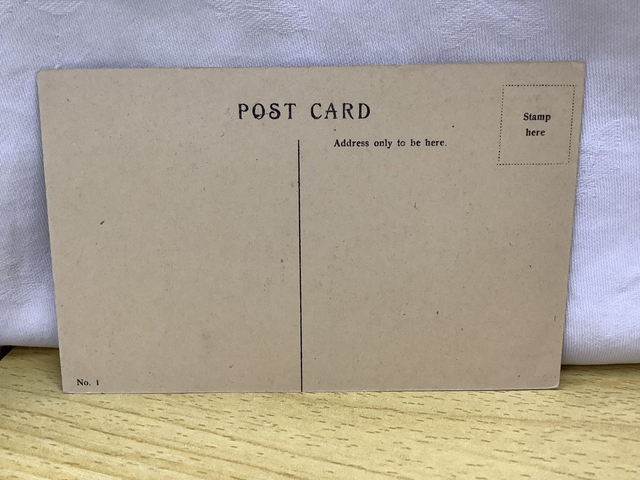 POST CARD
Stamp
here
Address only to be here.
No. 1